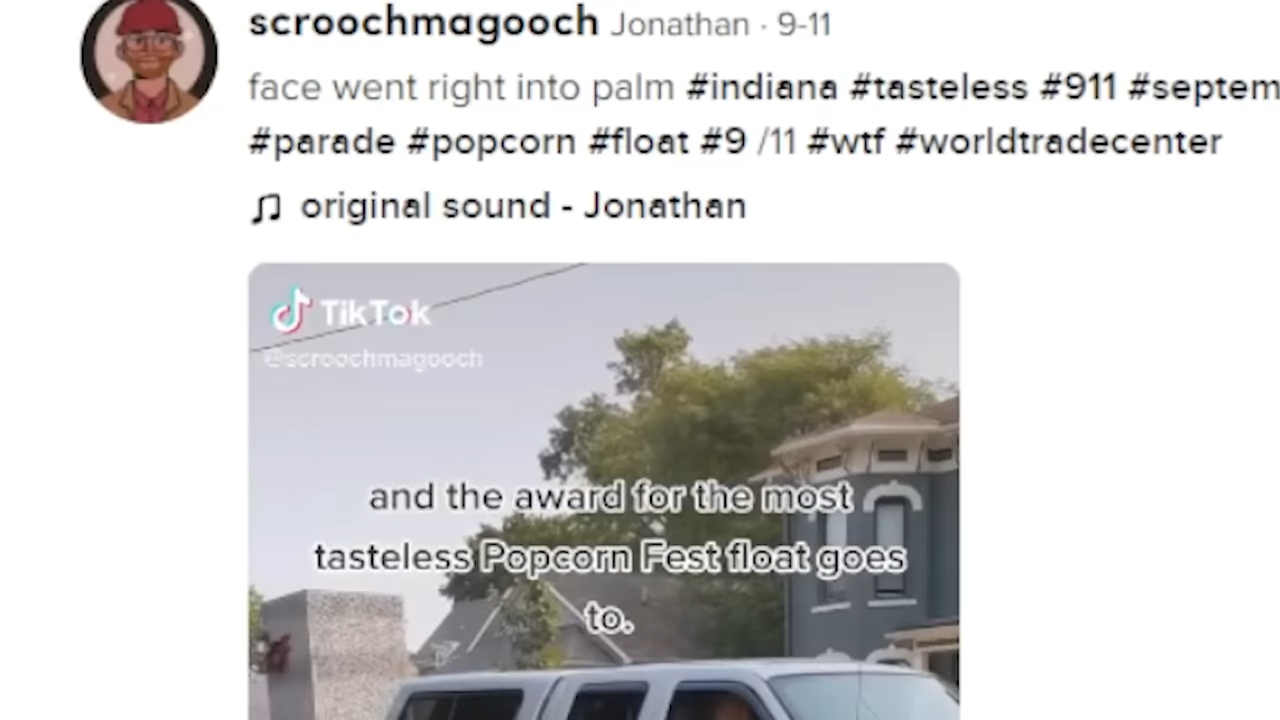 scroochmagooch Jonathan · 9-11
face went right into palm #indiana #tasteless #911 #septem
#parade #popcorn #float #9 /11 #wtf #worldtradecenter
original sound - Jonathan
TikTok
@scroochmagooch
and the award for the most
tasteless Popcorn Fest float goes
to.